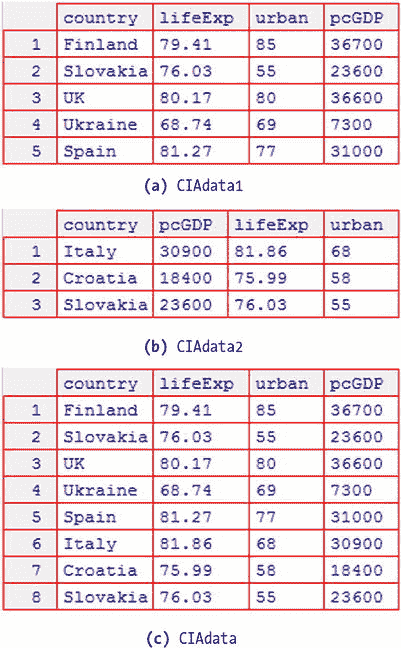 country lifeExp urban pcGDP
1 Finland 79.41 85 36700
2 Slovakia 76.03 55 23600
3 UK 80.17 80 36600
4 Ukraine 68.74 69 7300
5 Spain 81.27 77 31000
(a) CIAdata1
country pcGDP lifeExp urban
1 Italy 30900 81.86 68
2 Croatia 18400 75.99 58
3 Slovakia 23600 76.03 55
(b) CIAdata2
country lifeExp urban pcGDP
1 Finland 79.41 85 36700
2 Slovakia 76.03 55 23600
3 UK 80.17 80 36600
4 Ukraine 68.74 69 7300
5 Spain 81.27 77 31000
6 Italy 81.86 68 30900
7 Croatia 75.99 58 18400
8 Slovakia 76.03 55 23600
(c) CIAdata